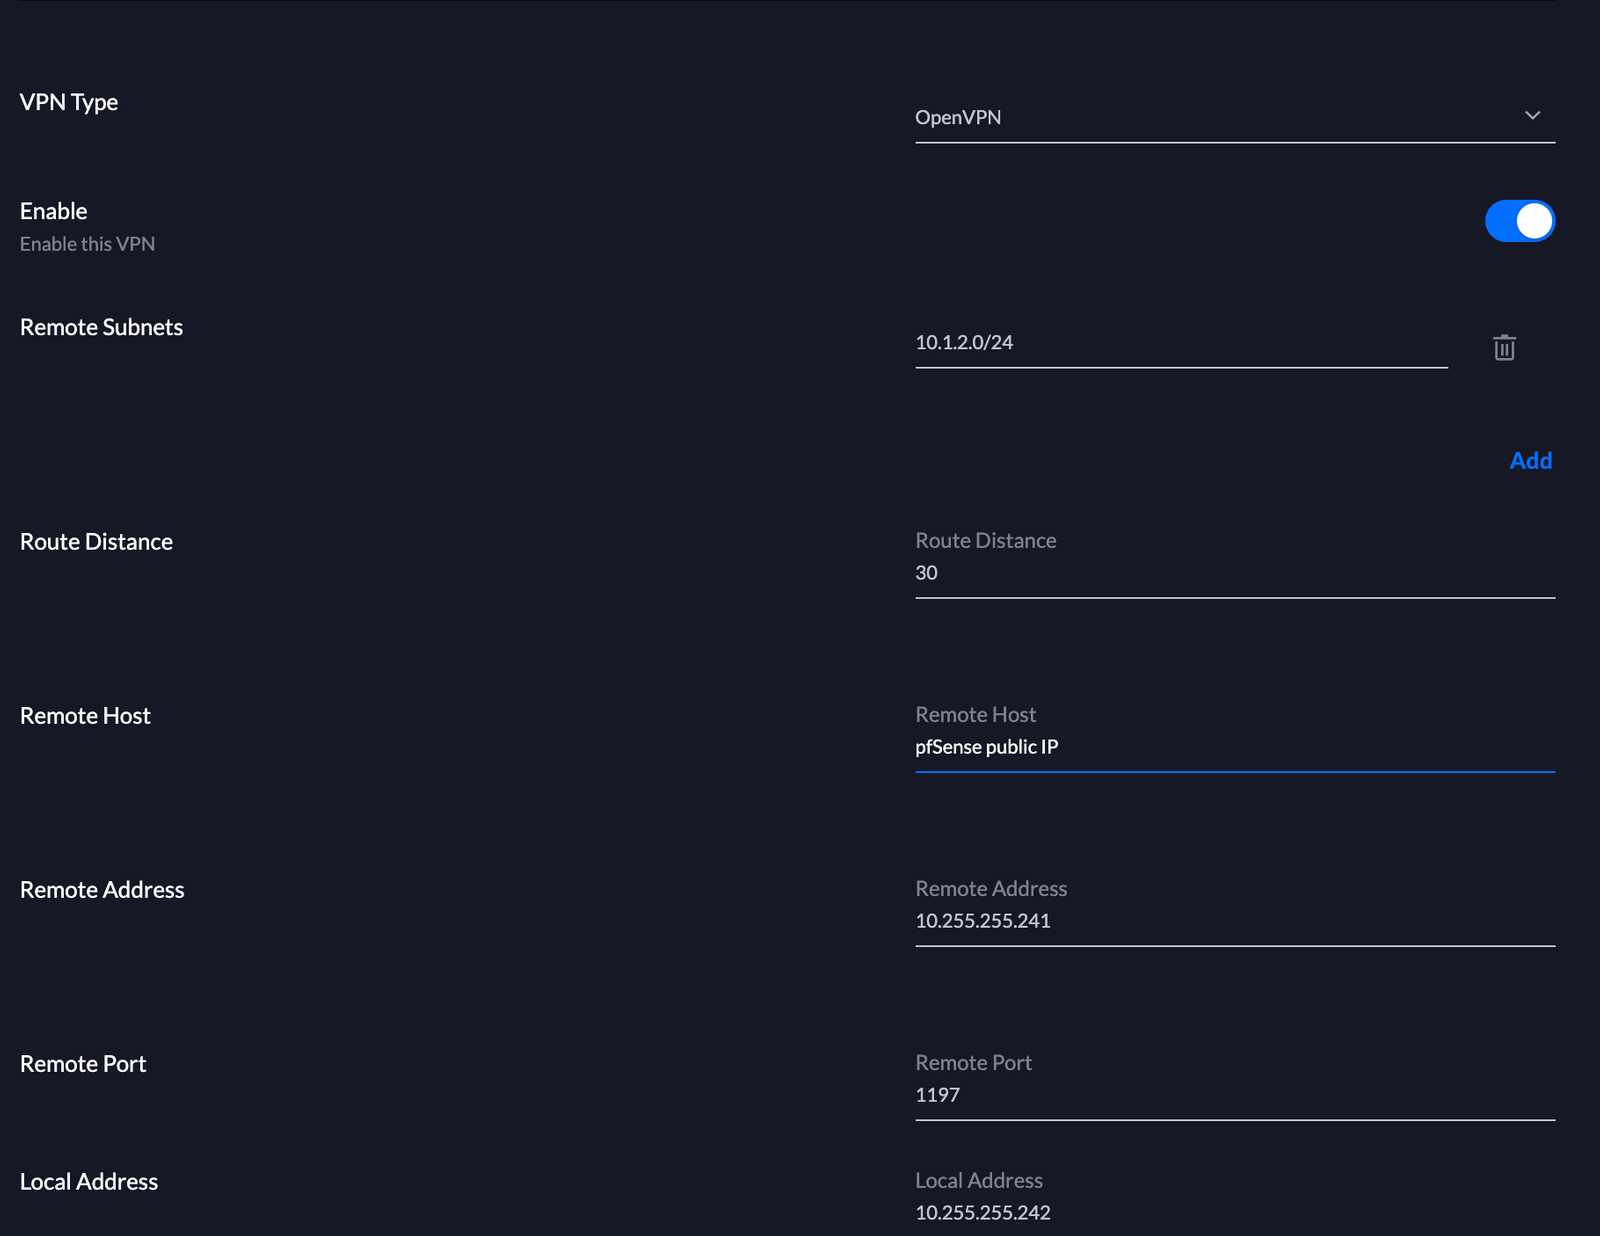 VPN Type
OpenVPN
Enable
Enable this VPN
Remote Subnets
10.1.2.0/24
Add
Route Distance
Route Distance
30
Remote Host
Remote Host
pfSense public IP
Remote Address
Remote Address
10.255.255.241
Remote Port
Remote Port
1197
Local Address
Local Address
10.255.255.242